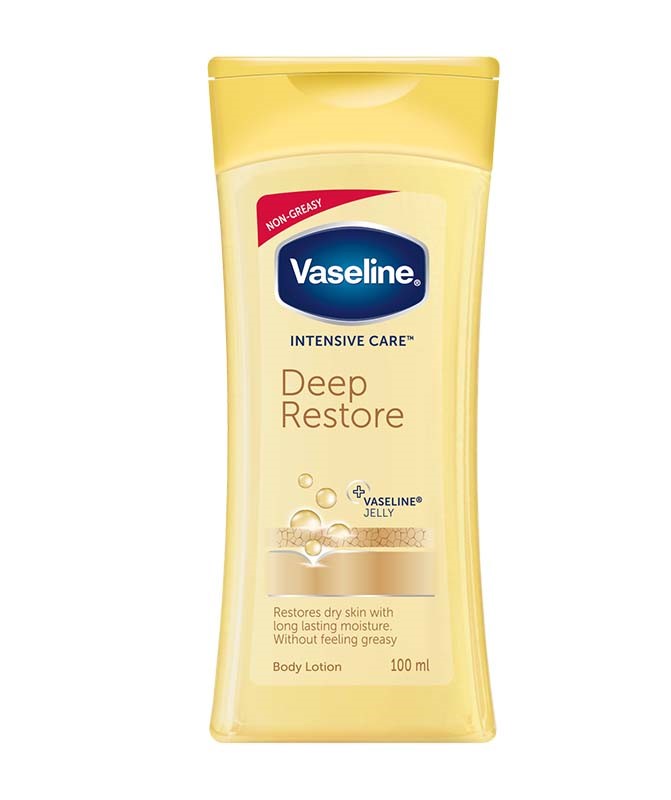 NON-GREASY
Vaseline®
INTENSIVE CARE™
Deep
Restore
VASELINE®
JELLY
Restores dry skin with
long lasting moisture.
Without feeling greasy
Body Lotion 100 ml